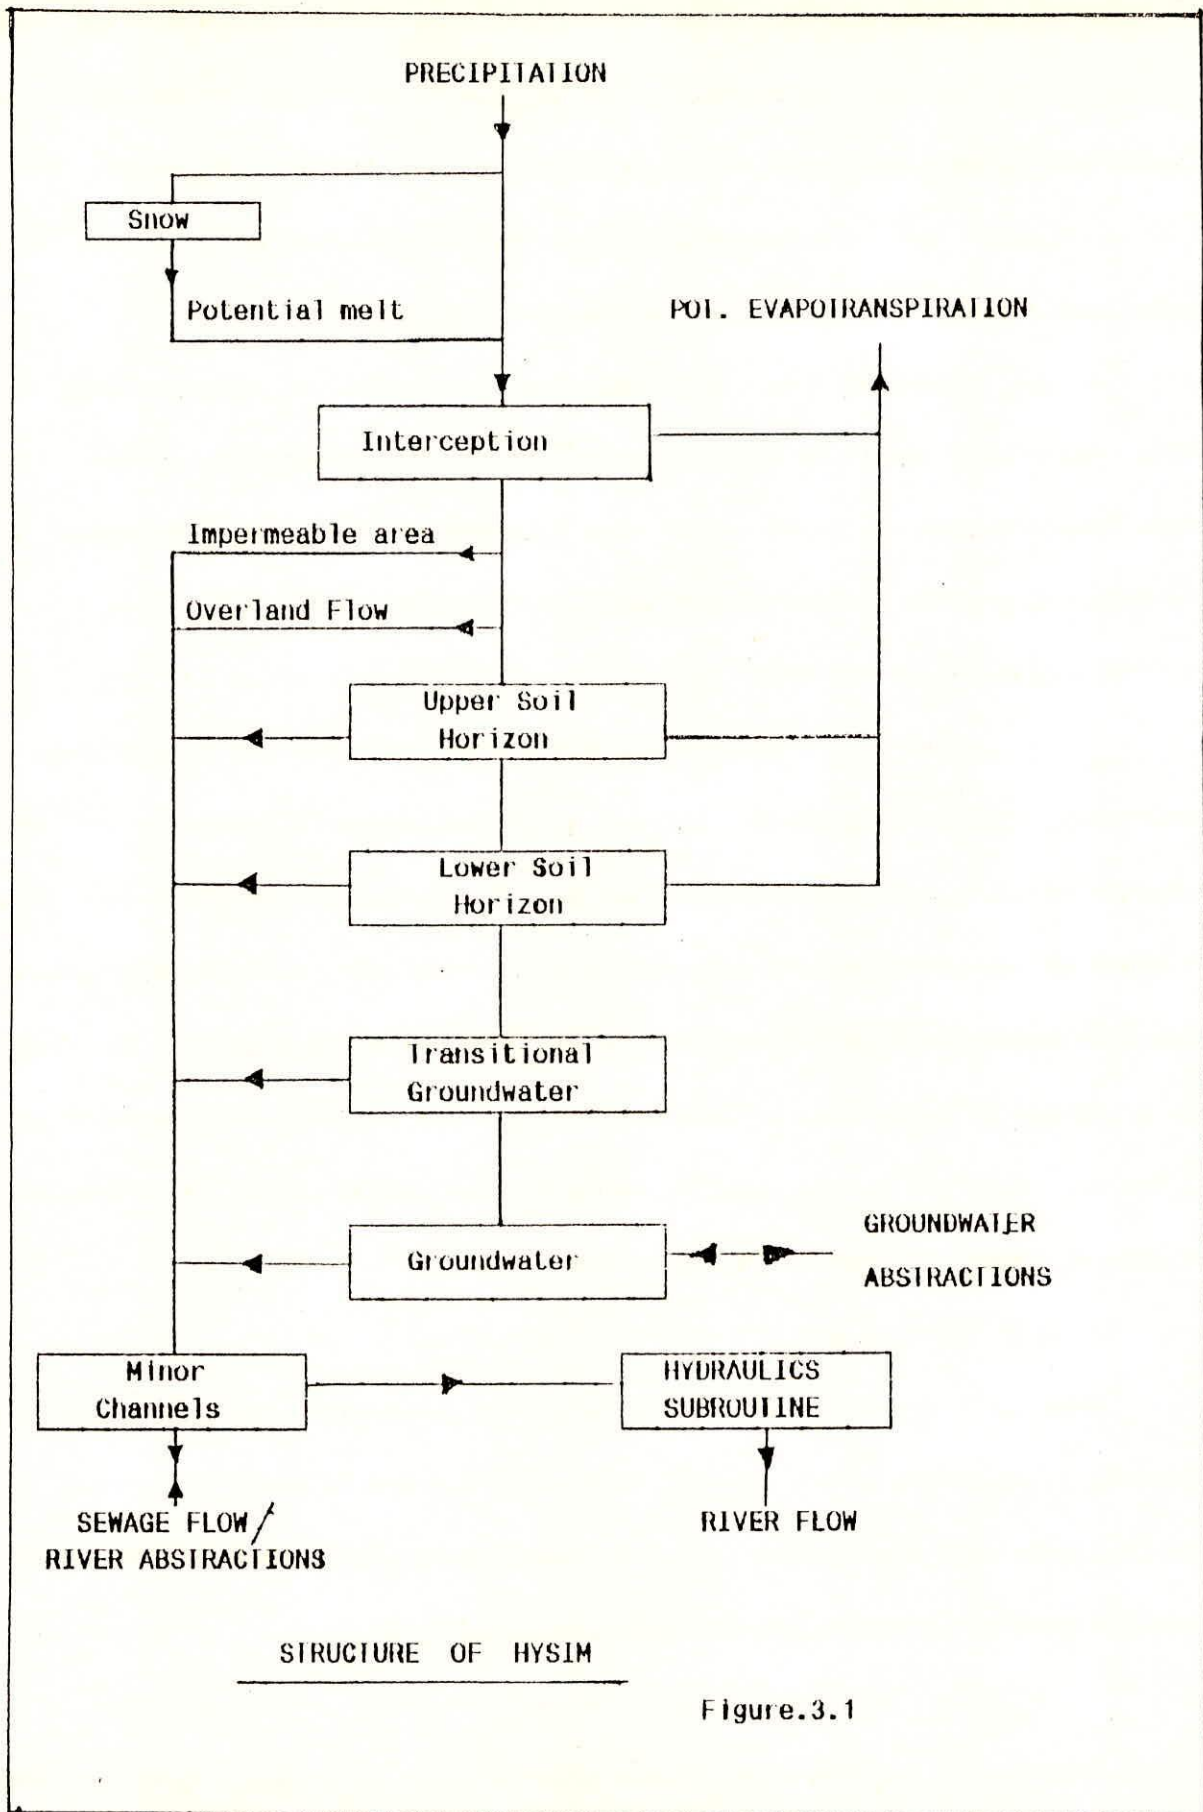 PRECIPITATION
Snow
Potential melt
POT. EVAPOTRANSPIRATION
Interception
Impermeable area
Overland Flow
Upper Soil
Horizon
Lower Soil
Horizon
Transitional
Groundwater
Groundwater
GROUNDWATER
ABSTRACTIONS
Minor
Channels
HYDRAULICS
SUBROUTINE
SEWAGE FLOW/
RIVER ABSTRACTIONS
RIVER FLOW
STRUCTURE OF HYSIM
Figure.3.1